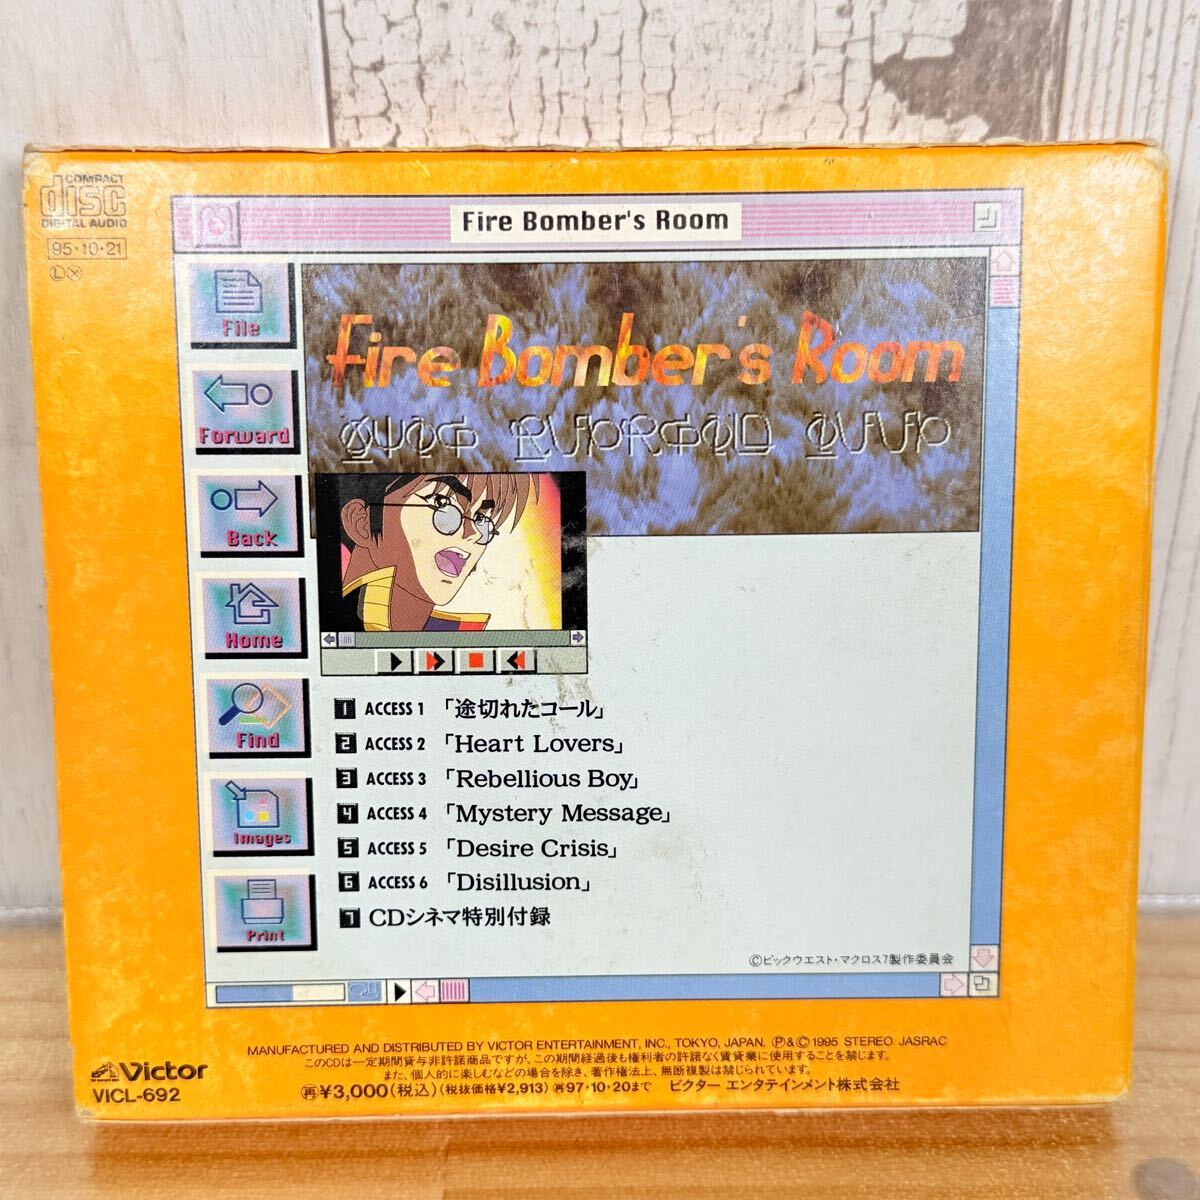 COMPACT
disc
DIGITAL AUDIO
95・10・21
Ⓛ Ⓧ
Fire Bomber's Room
File
Forward
Back
Home
Find
Images
Print
Fire Bomber's Room
1 ACCESS 1 「途切れたコール」
2 ACCESS 2 「Heart Lovers」
3 ACCESS 3 「Rebellious Boy」
4 ACCESS 4 「Mystery Message」
5 ACCESS 5 「Desire Crisis」
6 ACCESS 6 「Disillusion」
7 CDシネマ特別付録
©ビックウエスト・マクロス7製作委員会
Victor
VICL-692
MANUFACTURED AND DISTRIBUTED BY VICTOR ENTERTAINMENT, INC., TOKYO, JAPAN. Ⓟ&© 1995 STEREO JASRAC
このCDは一定期間貸与非許諾商品ですが、この期間経過後も権利者の許諾なく賃貸業に使用することを禁じます。
また、個人的に楽しむなどの場合を除き、著作権法上、無断複製は禁じられています。
㊢¥3,000(税込)(税抜価格¥2,913)㊢97・10・20まで ビクター エンタテインメント株式会社